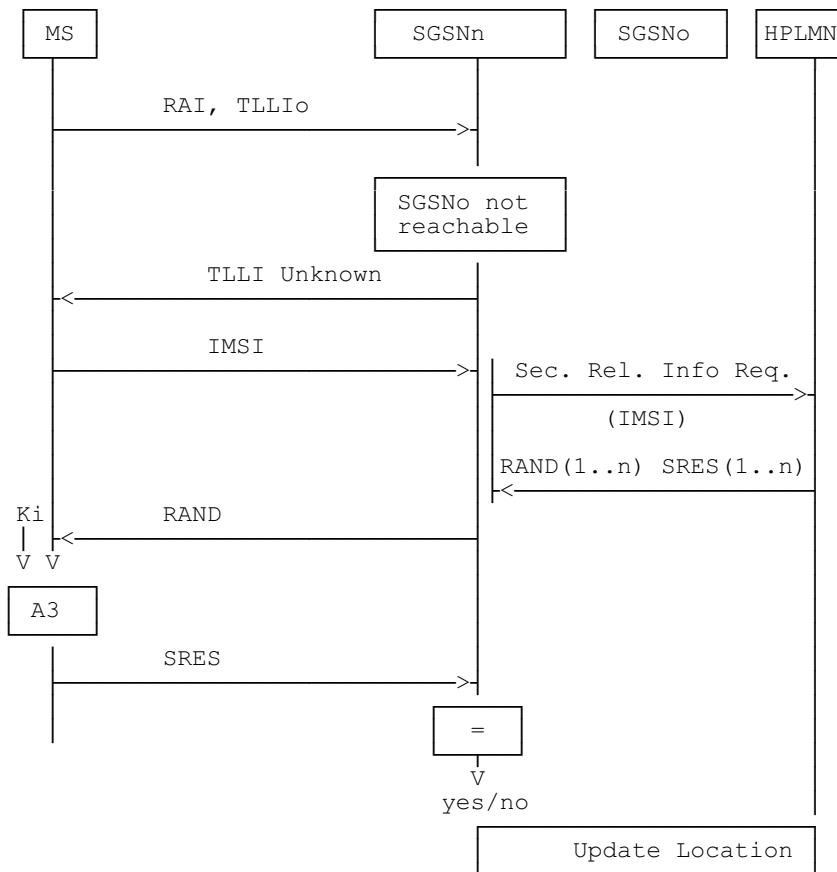 MS SGSNn SGSNo HPLMN
RAI, TLLIo
SGSNo not
reachable
TLLI Unknown
IMSI
Sec. Rel. Info Req.
(IMSI)
RAND(1..n) SRES(1..n)
Ki RAND
V V
A3
SRES
=
V
yes/no
Update Location